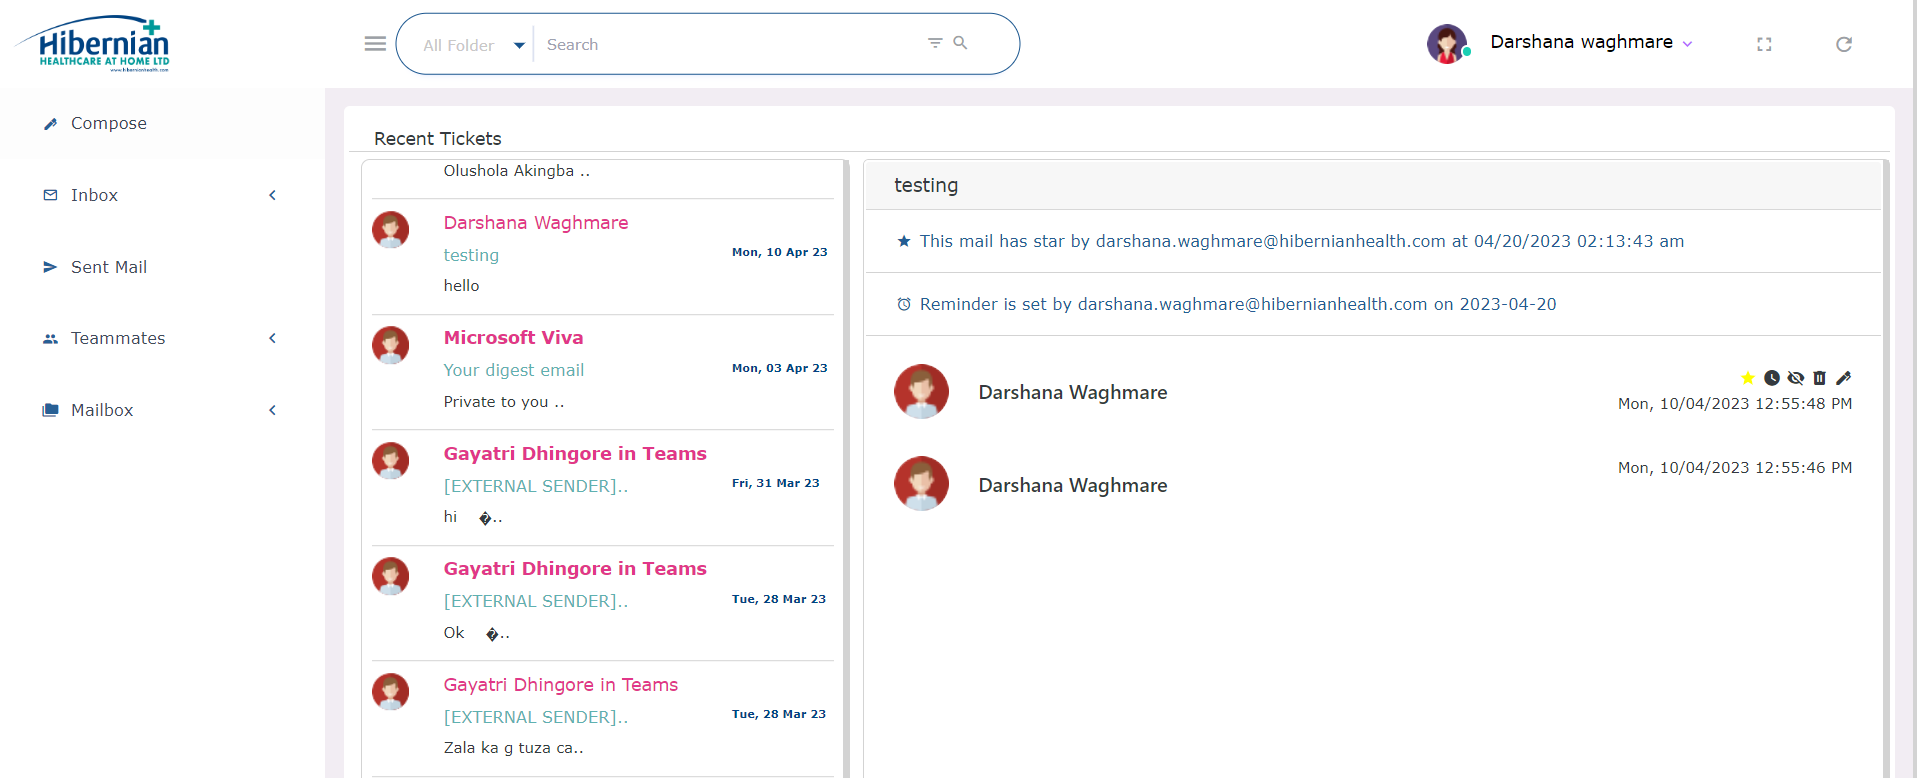 Hibernian
HEALTHCARE AT HOME LTD
www.hibernianhealth.com
All Folder
Search
Darshana waghmare
Compose
Inbox
Sent Mail
Teammates
Mailbox
Recent Tickets
Olushola Akingba ..
Darshana Waghmare
testing
Mon, 10 Apr 23
hello
Microsoft Viva
Your digest email
Mon, 03 Apr 23
Private to you ..
Gayatri Dhingore in Teams
[EXTERNAL SENDER]..
Fri, 31 Mar 23
hi �..
Gayatri Dhingore in Teams
[EXTERNAL SENDER]..
Tue, 28 Mar 23
Ok �..
Gayatri Dhingore in Teams
[EXTERNAL SENDER]..
Tue, 28 Mar 23
Zala ka g tuza ca..
testing
This mail has star by darshana.waghmare@hibernianhealth.com at 04/20/2023 02:13:43 am
Reminder is set by darshana.waghmare@hibernianhealth.com on 2023-04-20
Darshana Waghmare
Mon, 10/04/2023 12:55:48 PM
Darshana Waghmare
Mon, 10/04/2023 12:55:46 PM